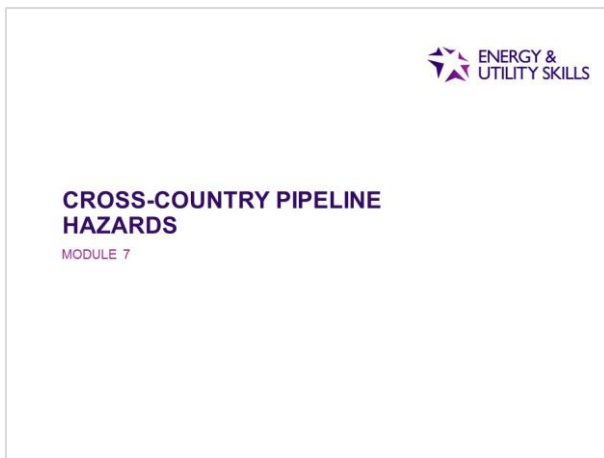 ENERGY &
UTILITY SKILLS
CROSS-COUNTRY PIPELINE
HAZARDS
MODULE 7